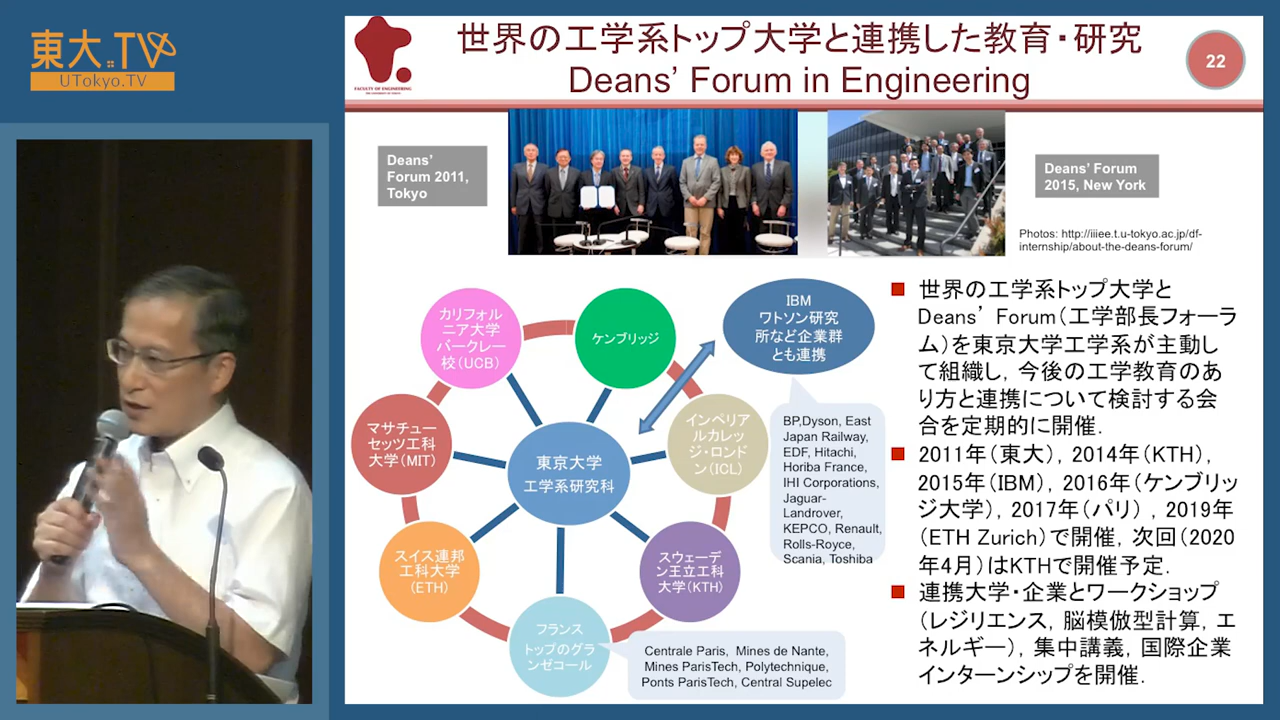 東大.TV
UTokyo.TV
世界の工学系トップ大学と連携した教育・研究
Deans’ Forum in Engineering
22
FACULTY OF ENGINEERING
Deans’
Forum 2011,
Tokyo
Deans’ Forum
2015, New York
Photos: http://iiiee.t.u-tokyo.ac.jp/df-
internship/about-the-deans-forum/
カリフォル
ニア大学
バークレー
校(UCB)
ケンブリッジ
IBM
ワトソン研究
所など企業群
とも連携
マサチュー
セッツ工科
大学(MIT)
東京大学
工学系研究科
インペリア
ルカレッ
ジ・ロンド
ン(ICL)
BP,Dyson, East
Japan Railway,
EDF, Hitachi,
Horiba France,
IHI Corporations,
Jaguar-
Landrover,
KEPCO, Renault,
Rolls-Royce,
Scania, Toshiba
スイス連邦
工科大学
(ETH)
スウェーデ
ン王立工科
大学(KTH)
フランス
トップのグラ
ンゼコール
Centrale Paris, Mines de Nante,
Mines ParisTech, Polytechnique,
Ponts ParisTech, Central Supelec
世界の工学系トップ大学と
Deans’ Forum(工学部長フォーラ
ム)を東京大学工学系が主動し
て組織し，今後の工学教育のあ
り方と連携について検討する会
合を定期的に開催．
2011年(東大)，2014年(KTH)，
2015年(IBM)，2016年(ケンブリッ
ジ大学)，2017年(パリ)，2019年
(ETH Zurich)で開催，次回(2020
年4月)はKTHで開催予定．
連携大学・企業とワークショップ
(レジリエンス，脳模倣型計算，エ
ネルギー)，集中講義，国際企業
インターンシップを開催．